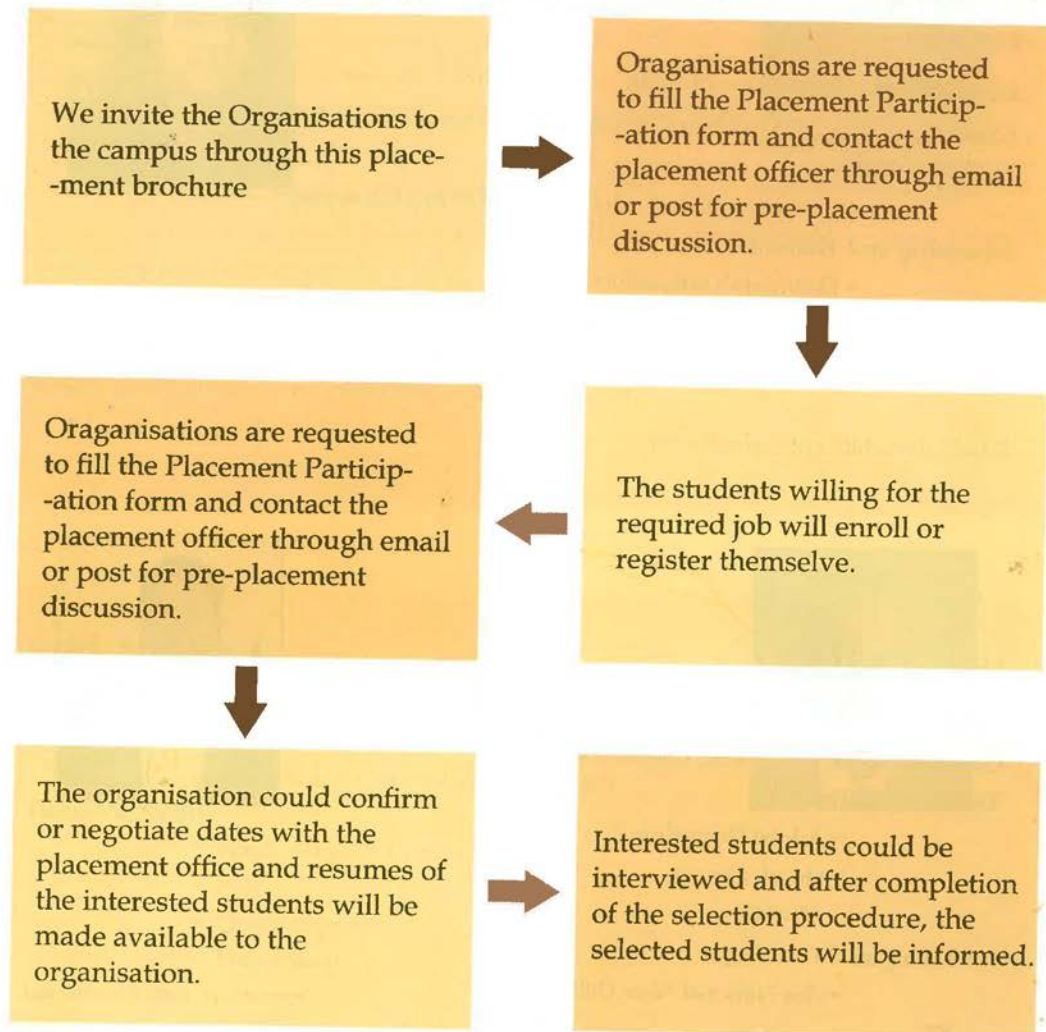 We invite the Organisations to
the campus through this place-
-ment brochure
Oraganisations are requested
to fill the Placement Particip-
-ation form and contact the
placement officer through email
or post for pre-placement
discussion.
The students willing for the
required job will enroll or
register themselve.
Oraganisations are requested
to fill the Placement Particip-
-ation form and contact the
placement officer through email
or post for pre-placement
discussion.
The organisation could confirm
or negotiate dates with the
placement office and resumes of
the interested students will be
made available to the
organisation.
Interested students could be
interviewed and after completion
of the selection procedure, the
selected students will be informed.